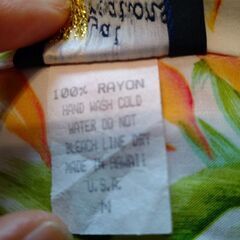 100% RAYON
HAND WASH COLD
WATER DO NOT
BLEACH LINE DRY
MADE IN HAWAII
U.S.A
M